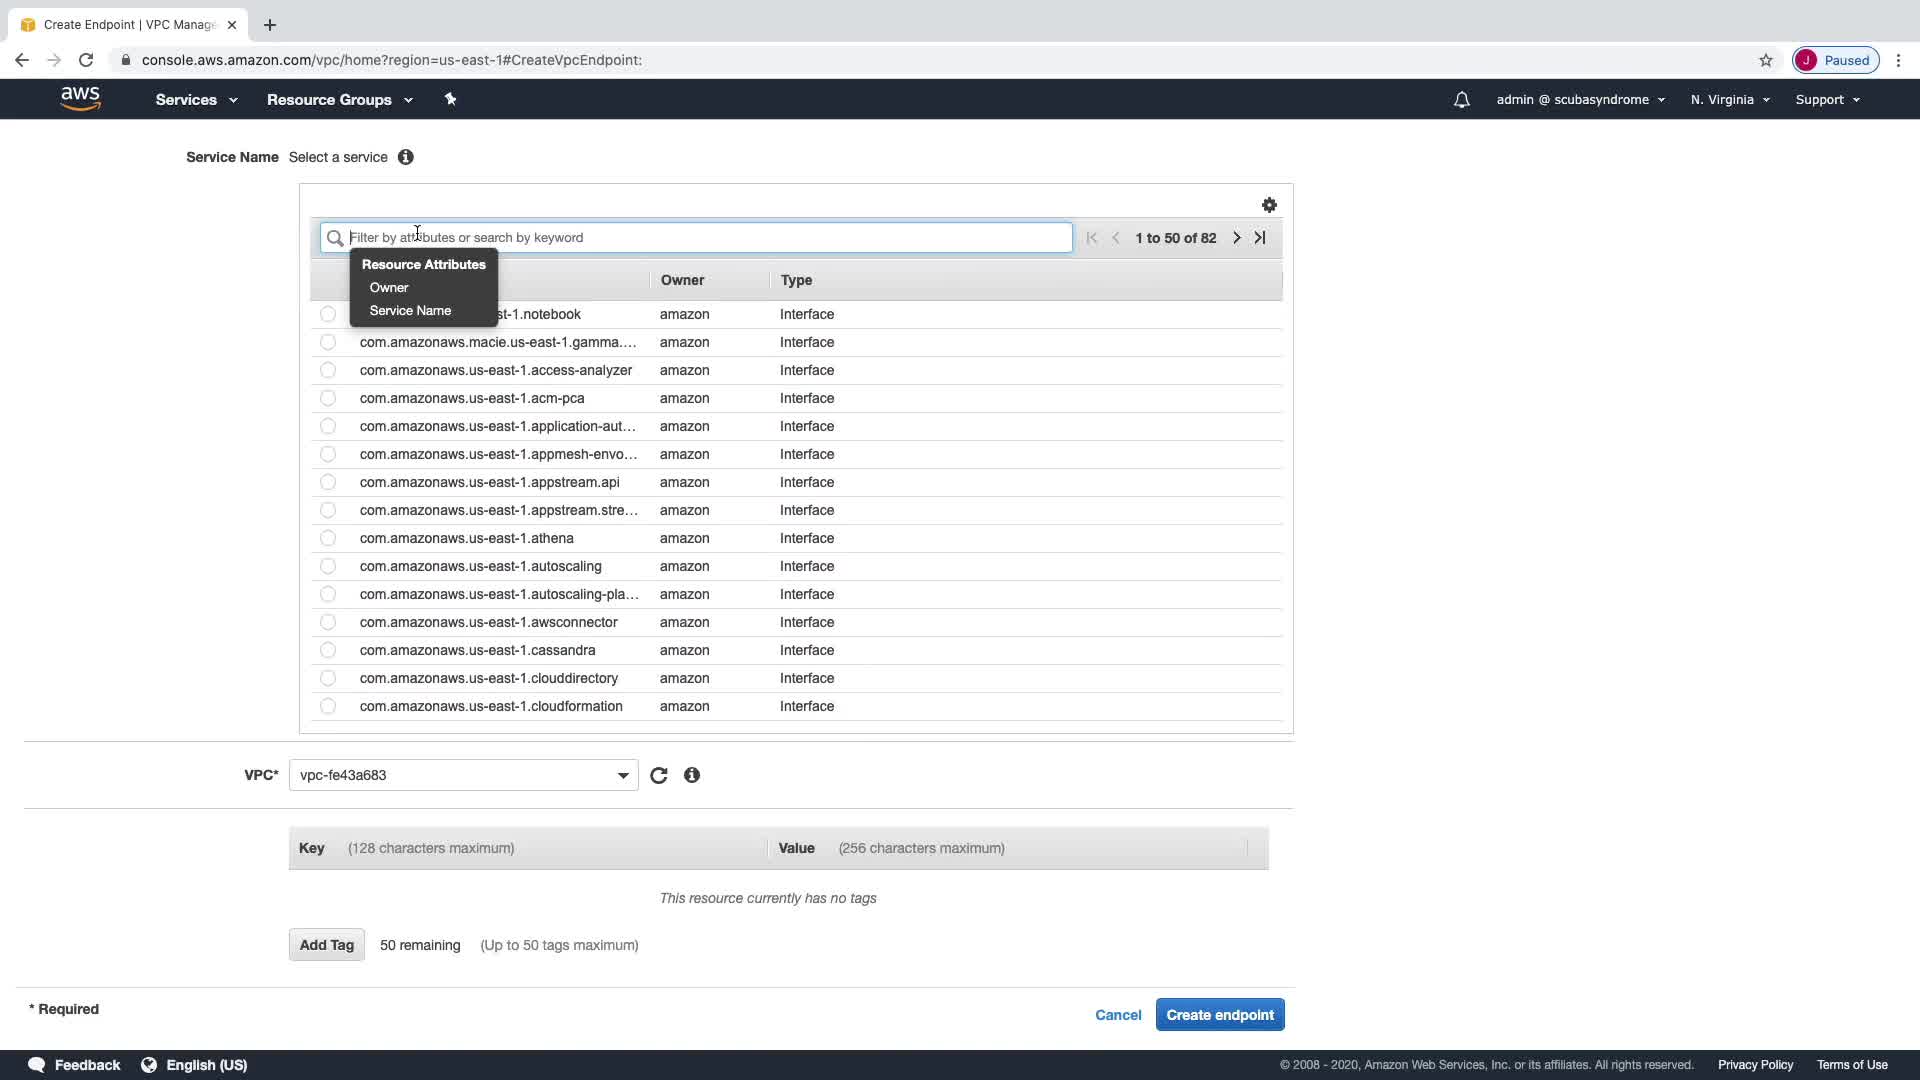 Create Endpoint | VPC Manage
console.aws.amazon.com/vpc/home?region=us-east-1#CreateVpcEndpoint:
J Paused
aws Services Resource Groups admin @ scubasyndrome N. Virginia Support
Service Name Select a service
Filter by attributes or search by keyword 1 to 50 of 82
Resource Attributes
Owner
Service Name
Owner Type
st-1.notebook amazon Interface
com.amazonaws.macie.us-east-1.gamma.... amazon Interface
com.amazonaws.us-east-1.access-analyzer amazon Interface
com.amazonaws.us-east-1.acm-pca amazon Interface
com.amazonaws.us-east-1.application-aut... amazon Interface
com.amazonaws.us-east-1.appmesh-envo... amazon Interface
com.amazonaws.us-east-1.appstream.api amazon Interface
com.amazonaws.us-east-1.appstream.stre... amazon Interface
com.amazonaws.us-east-1.athena amazon Interface
com.amazonaws.us-east-1.autoscaling amazon Interface
com.amazonaws.us-east-1.autoscaling-pla... amazon Interface
com.amazonaws.us-east-1.awsconnector amazon Interface
com.amazonaws.us-east-1.cassandra amazon Interface
com.amazonaws.us-east-1.clouddirectory amazon Interface
com.amazonaws.us-east-1.cloudformation amazon Interface
VPC* vpc-fe43a683
Key (128 characters maximum) Value (256 characters maximum)
This resource currently has no tags
Add Tag 50 remaining (Up to 50 tags maximum)
* Required Cancel Create endpoint
Feedback English (US) © 2008 - 2020, Amazon Web Services, Inc. or its affiliates. All rights reserved. Privacy Policy Terms of Use